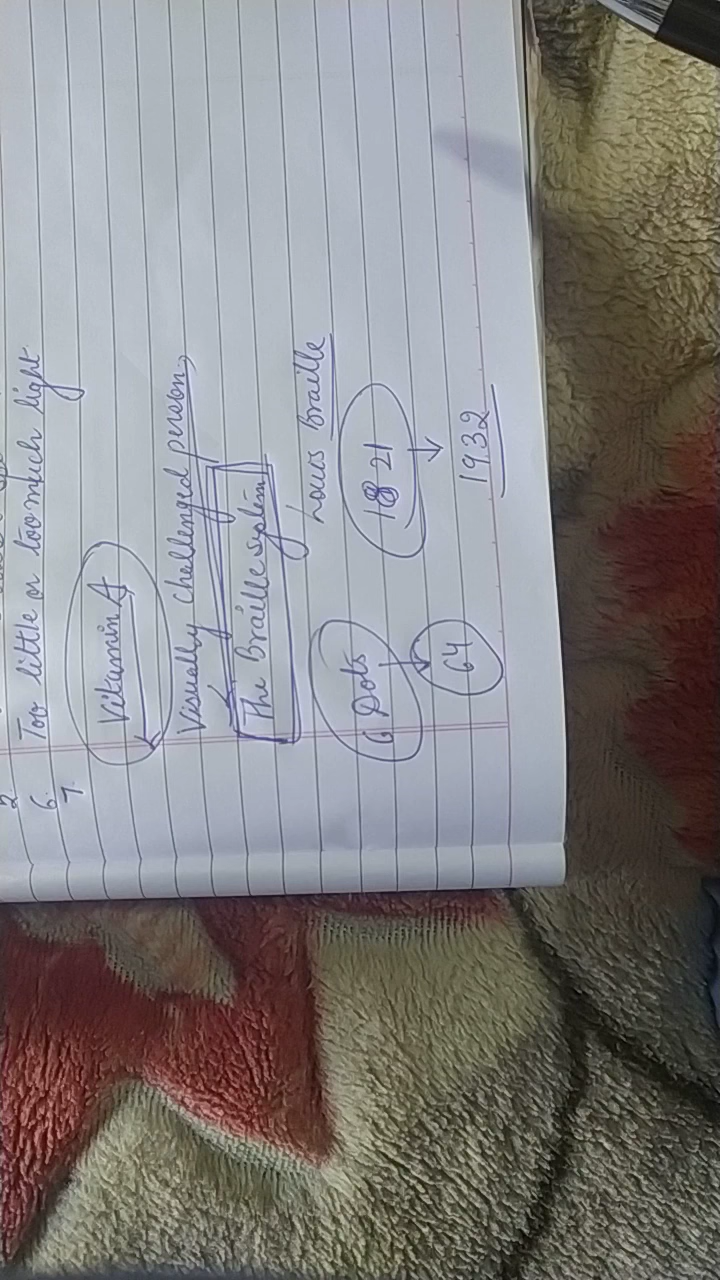 6. Too little or too much light
7.
Vitamin A
Visually challenged person,
The Braille System
Louis Braille
6 Dots
1821
64
1932